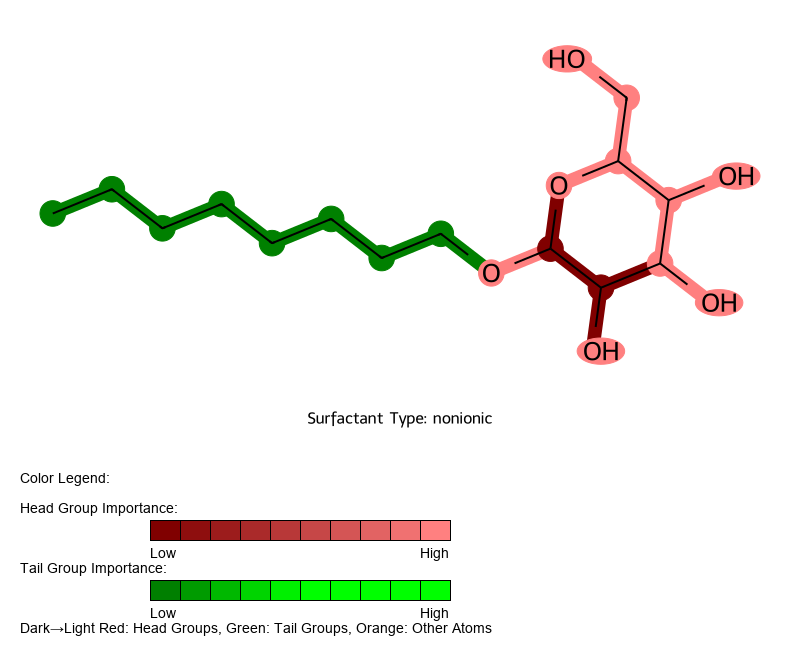 HO
OH
O
O
OH
OH
Surfactant Type: nonionic
Color Legend:
Head Group Importance:
Low High
Tail Group Importance:
Low High
Dark→Light Red: Head Groups, Green: Tail Groups, Orange: Other Atoms